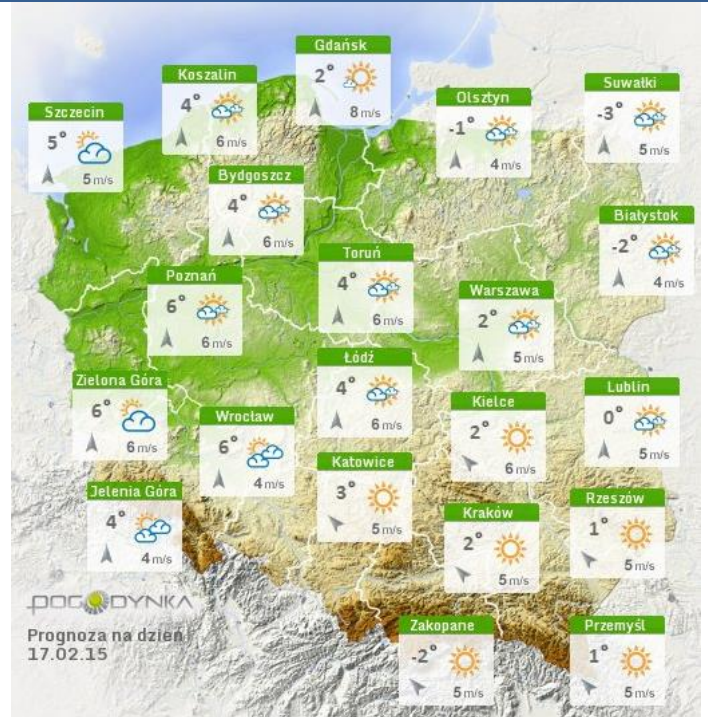 Gdańsk
2°
8 m/s
Koszalin
4°
6 m/s
Suwałki
-3°
5 m/s
Olsztyn
-1°
4 m/s
Szczecin
5°
5 m/s
Bydgoszcz
4°
6 m/s
Białystok
-2°
4 m/s
Toruń
4°
6 m/s
Poznań
6°
6 m/s
Warszawa
2°
5 m/s
Łódź
4°
6 m/s
Zielona Góra
6°
6 m/s
Lublin
0°
5 m/s
Kielce
2°
6 m/s
Wrocław
6°
4 m/s
Katowice
3°
5 m/s
Jelenia Góra
4°
4 m/s
Rzeszów
1°
5 m/s
Kraków
2°
5 m/s
POGODYNKA
Prognoza na dzień
17.02.15
Zakopane
-2°
5 m/s
Przemyśl
1°
5 m/s